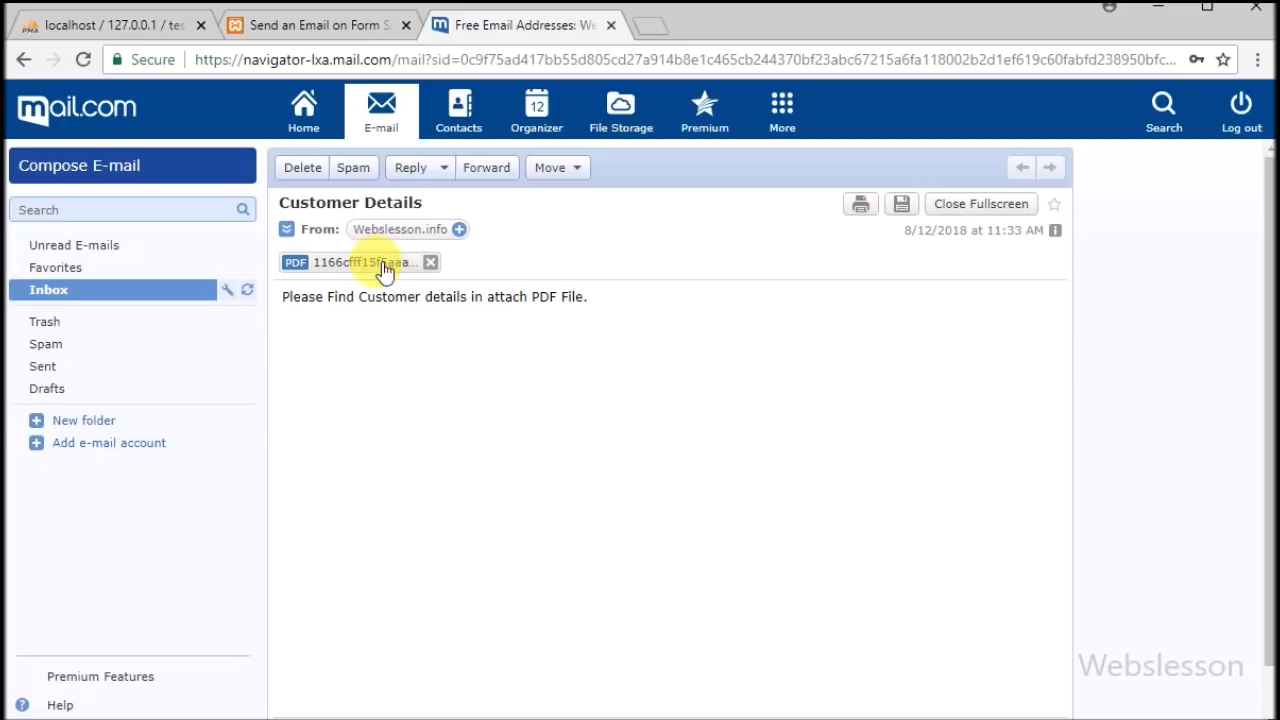 localhost / 127.0.0.1 / tes
Send an Email on Form S
Free Email Addresses: We
Secure
https://navigator-lxa.mail.com/mail?sid=0c9f75ad417bb55d805cd27a914b8e1c465cb244370bf23abc67215a6fa118002b2d1ef619c60fabfd238950bfc...
mail.com
Home
E-mail
Contacts
12
Organizer
File Storage
Premium
More
Search
Log out
Compose E-mail
Search
Unread E-mails
Favorites
Inbox
Trash
Spam
Sent
Drafts
New folder
Add e-mail account
Premium Features
Help
Delete Spam Reply Forward Move
Customer Details
Close Fullscreen
From: Webslesson.info
8/12/2018 at 11:33 AM
PDF
Please Find Customer details in attach PDF File.
Webslesson